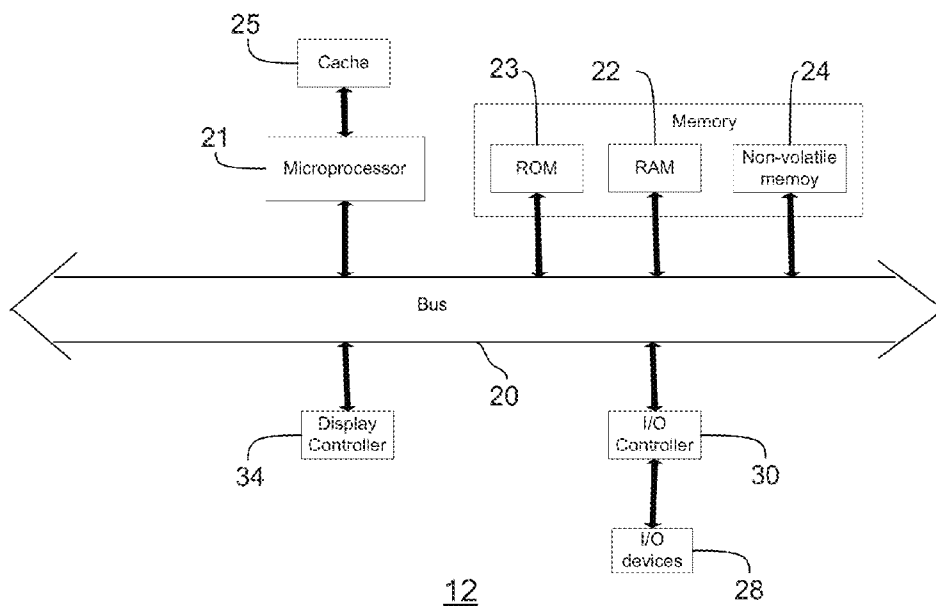 25
Cache
23
22
24
Memory
21
Microprocessor
ROM
RAM
Non-volatile
memoy
Bus
20
Display
Controller
34
I/O
Controller
30
I/O
devices
28
12